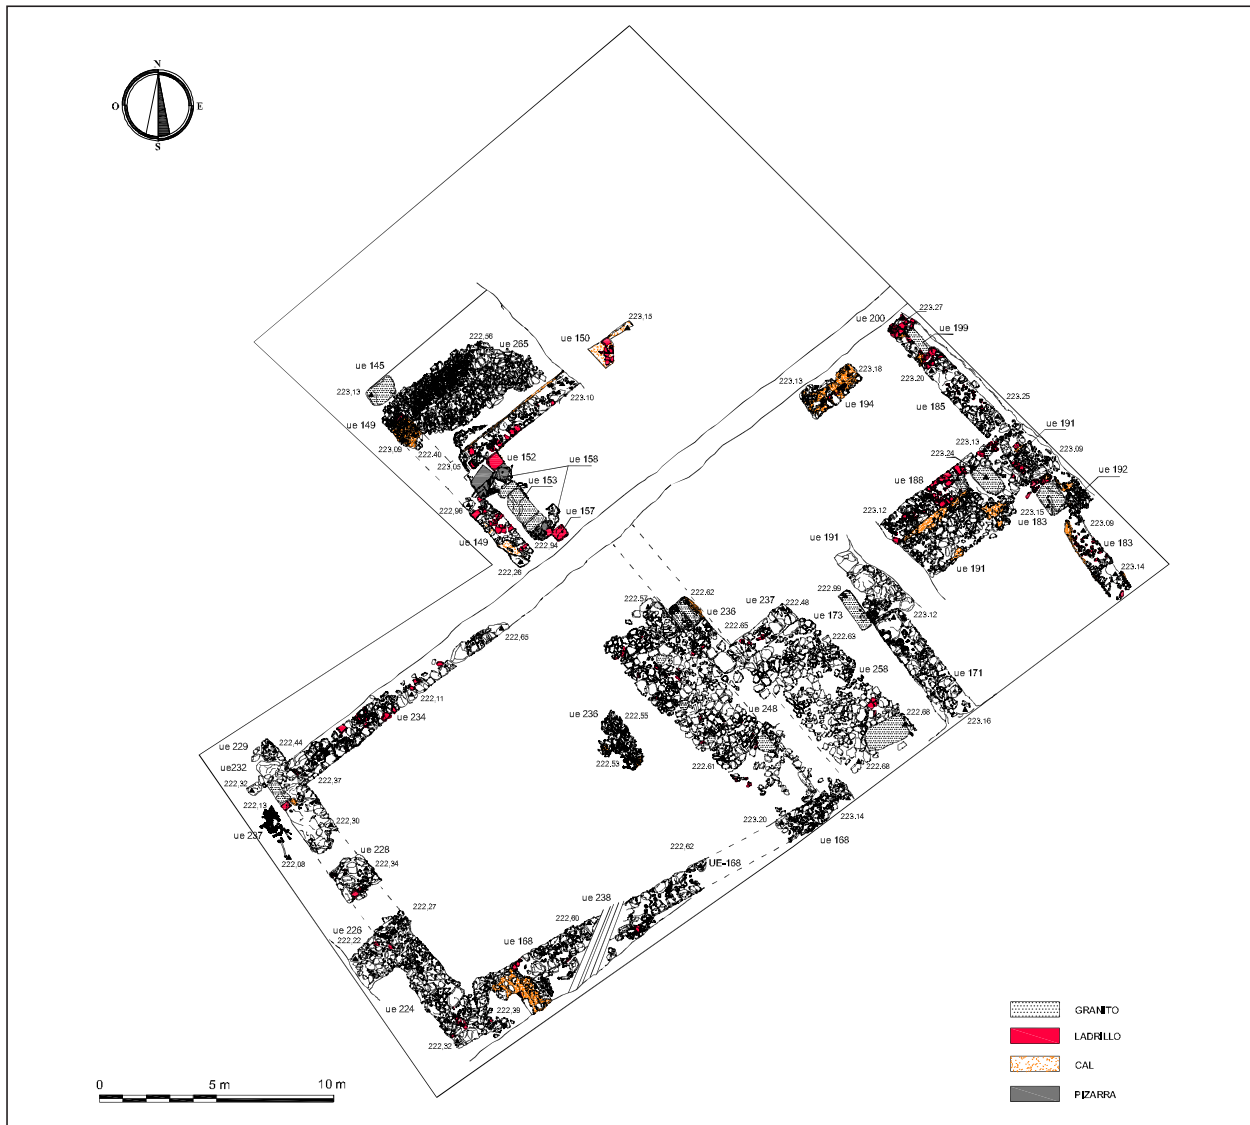 N
O
E
S
223.27
ue 200
ue 199
223.15
ue 150
222,56
ue 265
ue 145
223,13
223.10
ue 149
223,09
222,40
223,05
ue 152
ue 158
ue 153
222,96
ue 157
ue 149
222,94
222,26
223.13
223.18
ue 194
223.20
ue 185
223.25
ue 191
223.13
223.24
223.09
ue 192
ue 188
223.12
223.15
ue 183
223.09
ue 183
223.14
ue 191
ue 191
222.99
223.12
ue 173
222.57
222.62
ue 236
ue 237
222.48
222.65
222.63
ue 258
ue 171
222,65
222,11
ue 234
222.68
ue 248
223.16
ue 236
222,55
222,53
222.61
222.68
ue 229
222,44
ue232
222,32
222,37
222,13
222,30
ue 237
222,08
ue 228
222,34
223.20
223.14
ue 168
222,62
UE-168
ue 238
222,27
ue 226
222,22
222,60
ue 168
ue 224
222,39
222,32
GRANITO
LADRILLO
CAL
PIZARRA
0 5 m 10 m